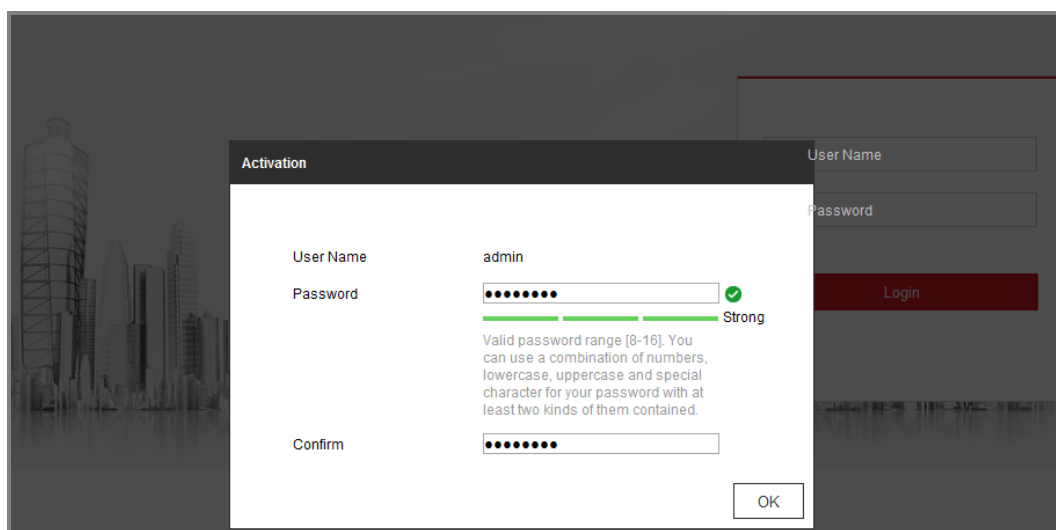 Activation
User Name
Password
Login
User Name admin
Password ••••••••
Strong
Valid password range [8-16]. You
can use a combination of numbers,
lowercase, uppercase and special
character for your password with at
least two kinds of them contained.
Confirm ••••••••
OK